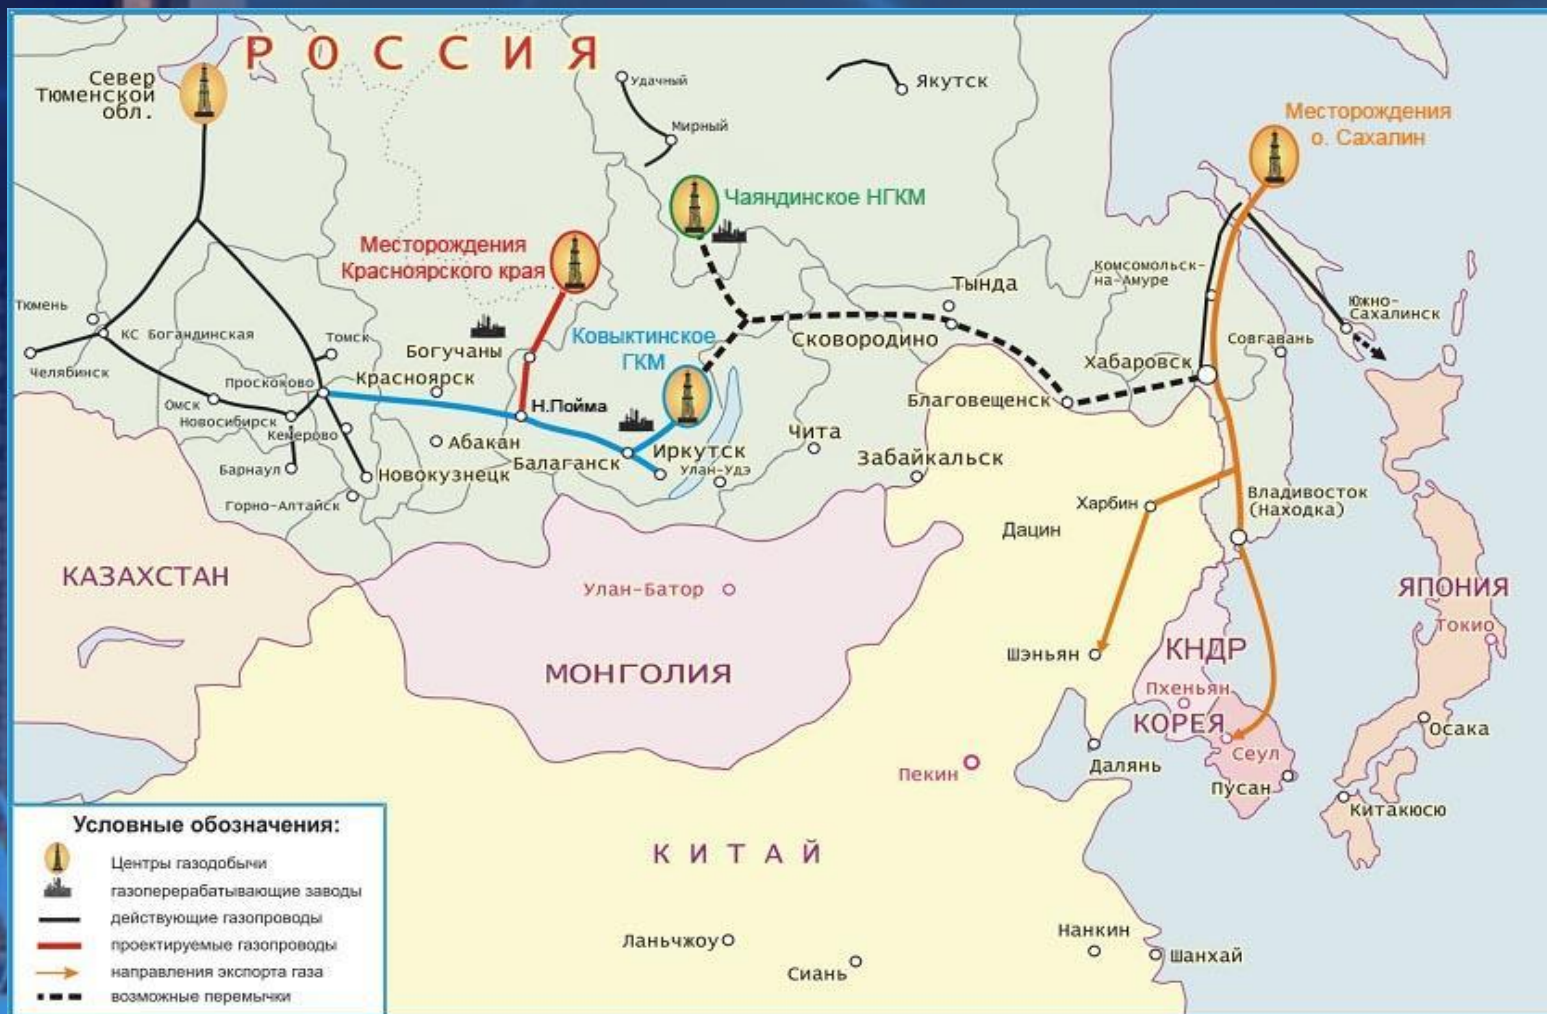 РОССИЯ
Север
Тюменской
обл.
Удачный
Мирный
Якутск
Месторождения
о. Сахалин
Чаяндинское НГКМ
Месторождения
Красноярского края
Тюмень
КС Богандинская
Челябинск
Томск
Богучаны
Ковыктинское
ГКМ
Тында
Сковородино
Комсомольск-
на-Амуре
Южно-
Сахалинск
Совгавань
Хабаровск
Проскоково
Красноярск
Н.Пойма
Омск
Новосибирск
Кемерово
Абакан
Барнаул
Новокузнецк
Горно-Алтайск
Балаганск
Иркутск
Улан-Удэ
Чита
Забайкальск
Благовещенск
Харбин
Дацин
Владивосток
(Находка)
КАЗАХСТАН
Улан-Батор
МОНГОЛИЯ
Шэньян
КНДР
Пхеньян
КОРЕЯ
Сеул
Пусан
ЯПОНИЯ
Токио
Осака
Китакюсю
Далянь
Пекин
КИТАЙ
Ланьчжоу
Сиань
Нанкин
Шанхай
Условные обозначения:
Центры газодобычи
газоперерабатывающие заводы
действующие газопроводы
проектируемые газопроводы
направления экспорта газа
возможные перемычки